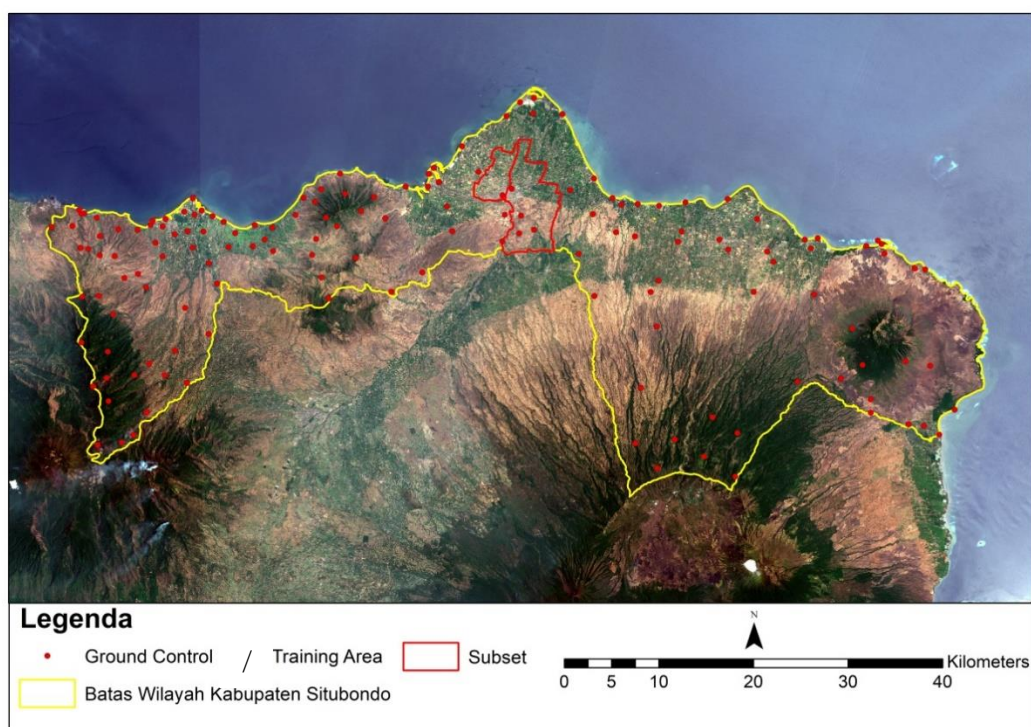 Legenda
Ground Control / Training Area
Subset
Batas Wilayah Kabupaten Situbondo
N
Kilometers
0 5 10 20 30 40